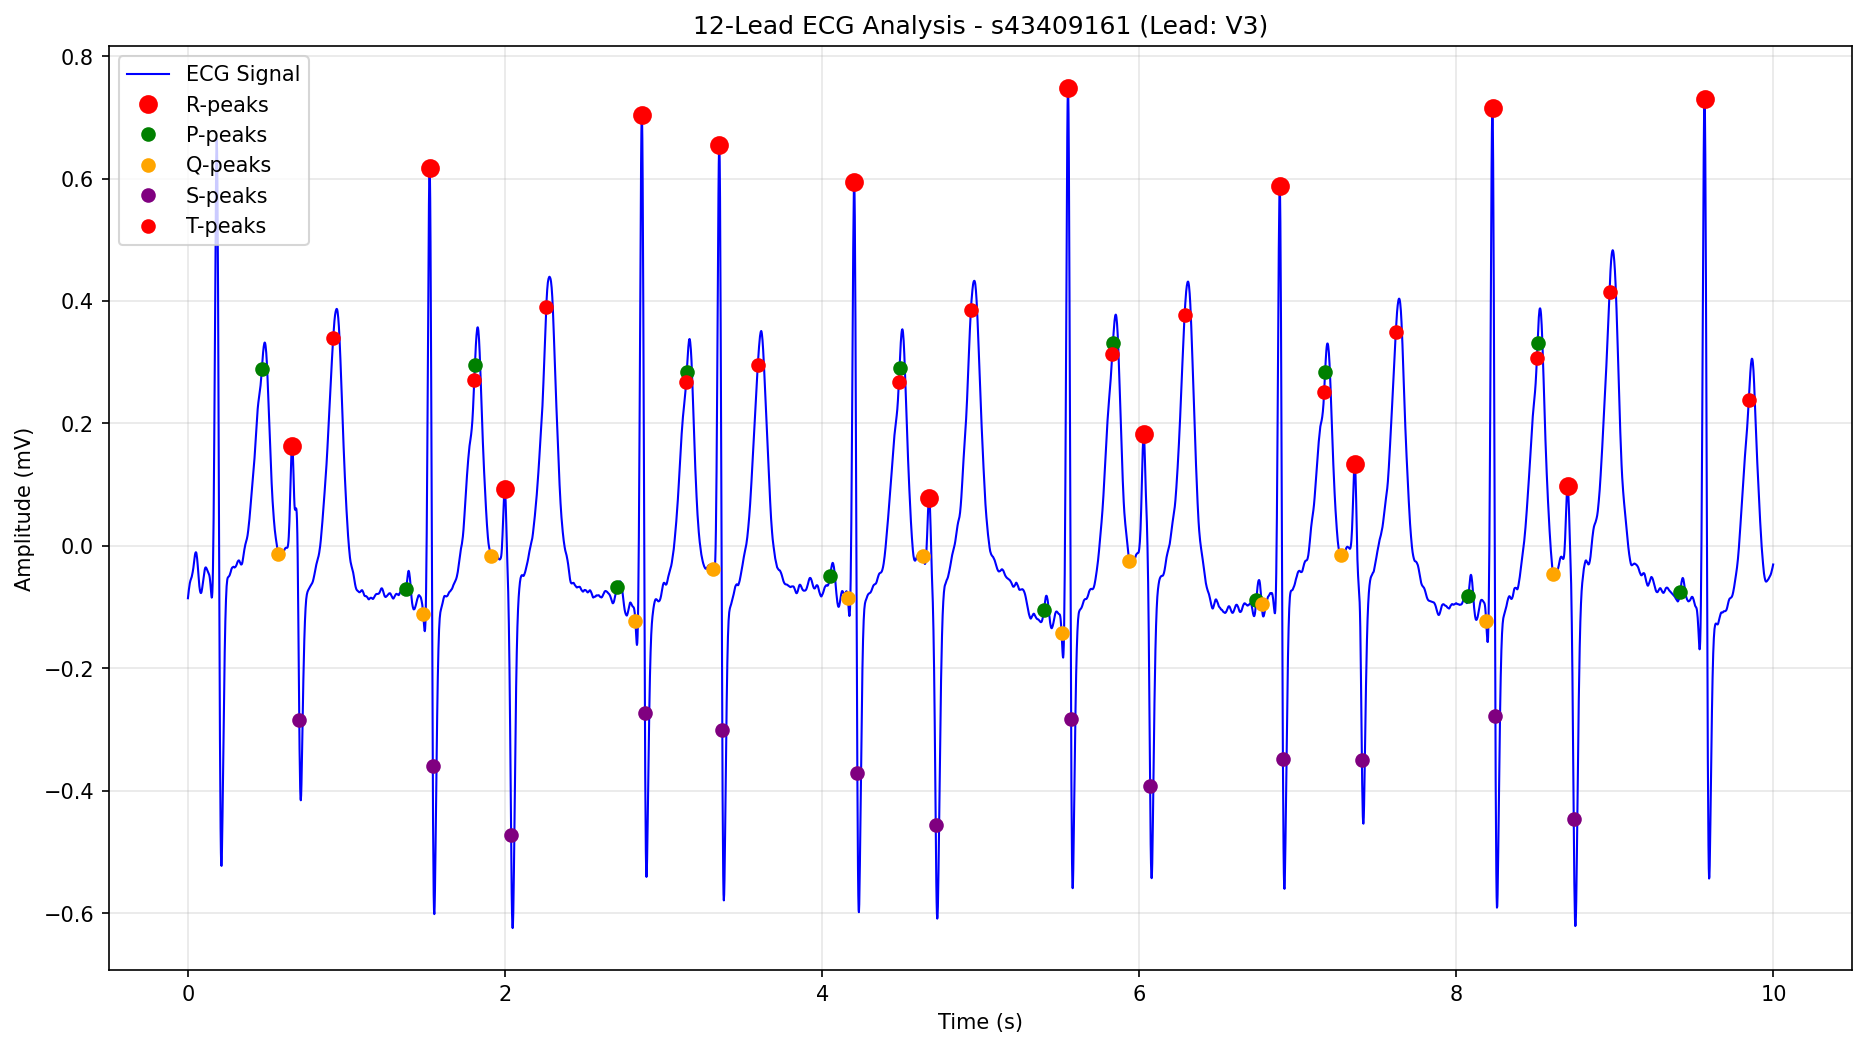 12-Lead ECG Analysis - s43409161 (Lead: V3)
ECG Signal
R-peaks
P-peaks
Q-peaks
S-peaks
T-peaks
Amplitude (mV)
0.8
0.6
0.4
0.2
0.0
−0.2
−0.4
−0.6
0 2 4 6 8 10
Time (s)